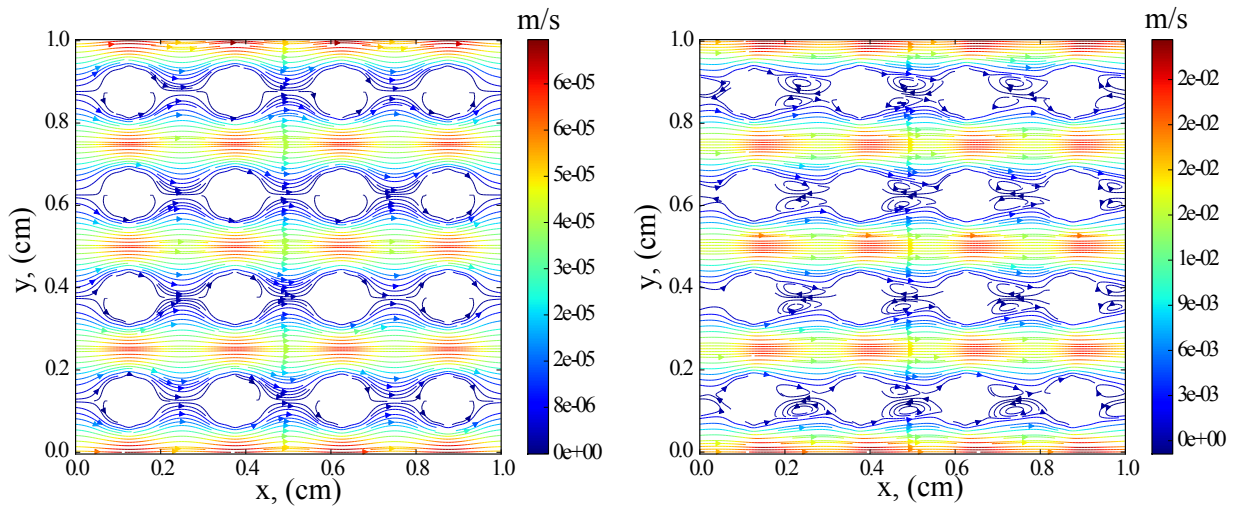 m/s
1.0
0.8
0.6
0.4
0.2
0.0
y, (cm)
0.0 0.2 0.4 0.6 0.8 1.0
x, (cm)
6e-05
6e-05
5e-05
4e-05
3e-05
2e-05
2e-05
8e-06
0e+00
m/s
1.0
0.8
0.6
0.4
0.2
0.0
y, (cm)
0.0 0.2 0.4 0.6 0.8 1.0
x, (cm)
2e-02
2e-02
2e-02
2e-02
1e-02
9e-03
6e-03
3e-03
0e+00